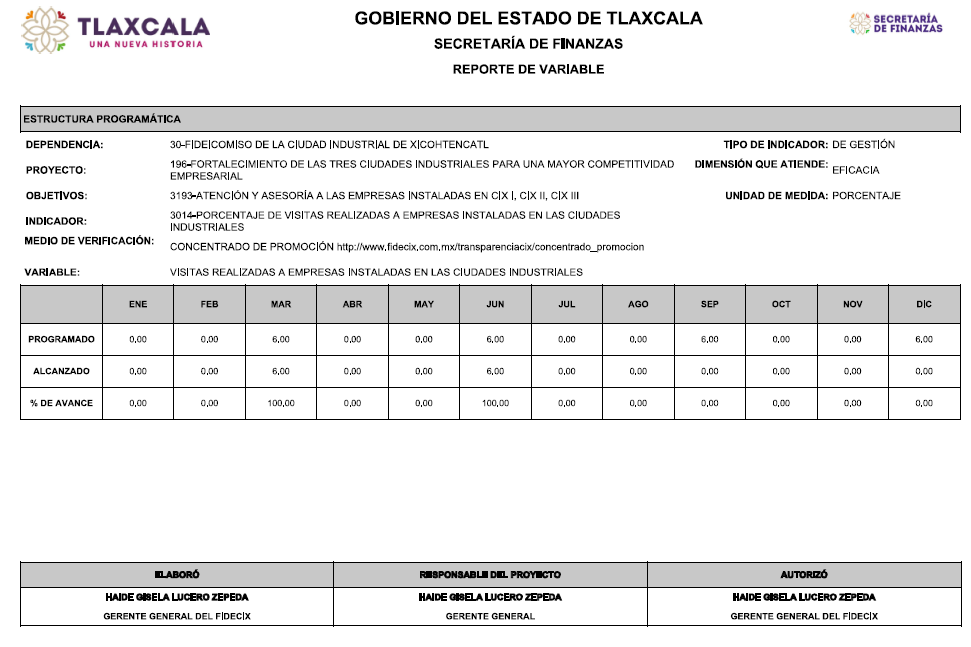 TLAXCALA
UNA NUEVA HISTORIA
GOBIERNO DEL ESTADO DE TLAXCALA
SECRETARÍA DE FINANZAS
REPORTE DE VARIABLE
SECRETARÍA
DE FINANZAS
ESTRUCTURA PROGRAMÁTICA
DEPENDENCIA: 30-FIDEICOMISO DE LA CIUDAD INDUSTRIAL DE XICOHTENCATL TIPO DE INDICADOR: DE GESTIÓN
PROYECTO: 196-FORTALECIMIENTO DE LAS TRES CIUDADES INDUSTRIALES PARA UNA MAYOR COMPETITIVIDAD EMPRESARIAL DIMENSIÓN QUE ATIENDE: EFICACIA
OBJETIVOS: 3193-ATENCIÓN Y ASESORÍA A LAS EMPRESAS INSTALADAS EN CIX I, CIX II, CIX III UNIDAD DE MEDIDA: PORCENTAJE
INDICADOR: 3014-PORCENTAJE DE VISITAS REALIZADAS A EMPRESAS INSTALADAS EN LAS CIUDADES INDUSTRIALES
MEDIO DE VERIFICACIÓN: CONCENTRADO DE PROMOCIÓN http://www.fidecix.com.mx/transparenciacix/concentrado_promocion
VARIABLE: VISITAS REALIZADAS A EMPRESAS INSTALADAS EN LAS CIUDADES INDUSTRIALES
ENE FEB MAR ABR MAY JUN JUL AGO SEP OCT NOV DIC
PROGRAMADO 0.00 0.00 6.00 0.00 0.00 6.00 0.00 0.00 6.00 0.00 0.00 6.00
ALCANZADO 0.00 0.00 6.00 0.00 0.00 6.00 0.00 0.00 0.00 0.00 0.00 0.00
% DE AVANCE 0.00 0.00 100.00 0.00 0.00 100.00 0.00 0.00 0.00 0.00 0.00 0.00
ELABORÓ RESPONSABLE DEL PROYECTO AUTORIZÓ
HAIDE GISELA LUCERO ZEPEDA HAIDE GISELA LUCERO ZEPEDA HAIDE GISELA LUCERO ZEPEDA
GERENTE GENERAL DEL FIDECIX GERENTE GENERAL GERENTE GENERAL DEL FIDECIX